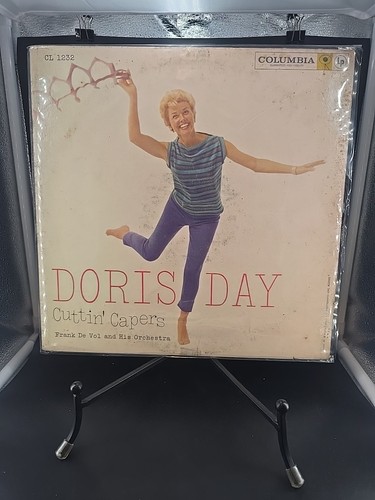 CL 1232
COLUMBIA
DORIS DAY
Cuttin' Capers
Frank De Vol and His Orchestra